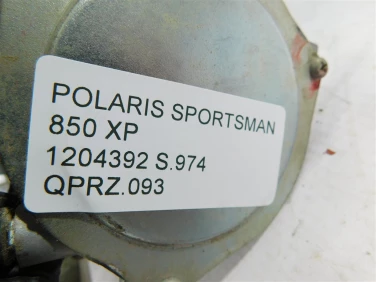 POLARIS SPORTSMAN
850 XP
1204392 S.974
QPRZ.093